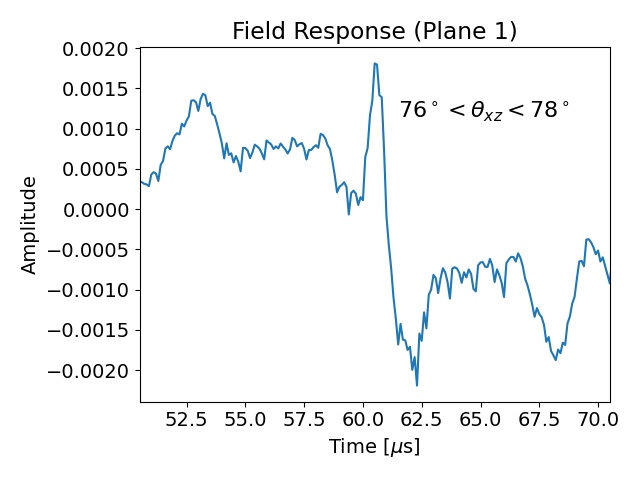 Field Response (Plane 1)
0.0020
0.0015
0.0010
0.0005
0.0000
−0.0005
−0.0010
−0.0015
−0.0020
Amplitude
76° < θxz < 78°
52.5 55.0 57.5 60.0 62.5 65.0 67.5 70.0
Time [μs]